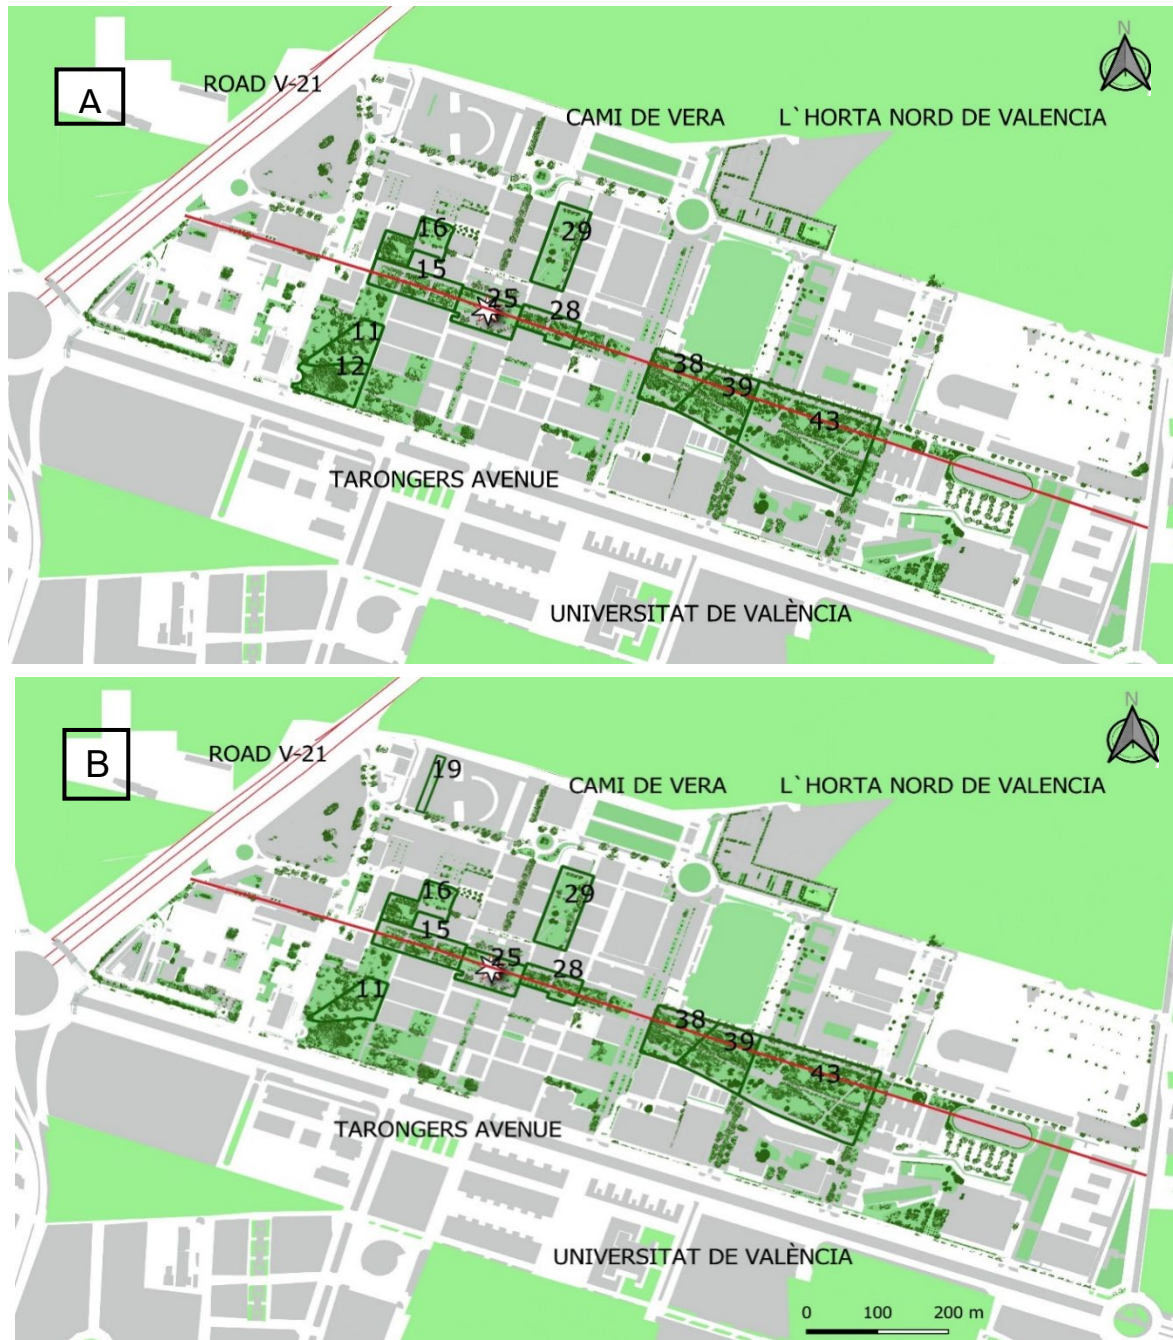 N
A
ROAD V-21
CAMI DE VERA L`HORTA NORD DE VALENCIA
16
29
15
25
28
11
12
38
39
43
TARONGERS AVENUE
UNIVERSITAT DE VALÈNCIA
N
B
ROAD V-21
19
CAMI DE VERA L`HORTA NORD DE VALENCIA
16
29
15
25
28
11
38
39
43
TARONGERS AVENUE
UNIVERSITAT DE VALÈNCIA
0 100 200 m